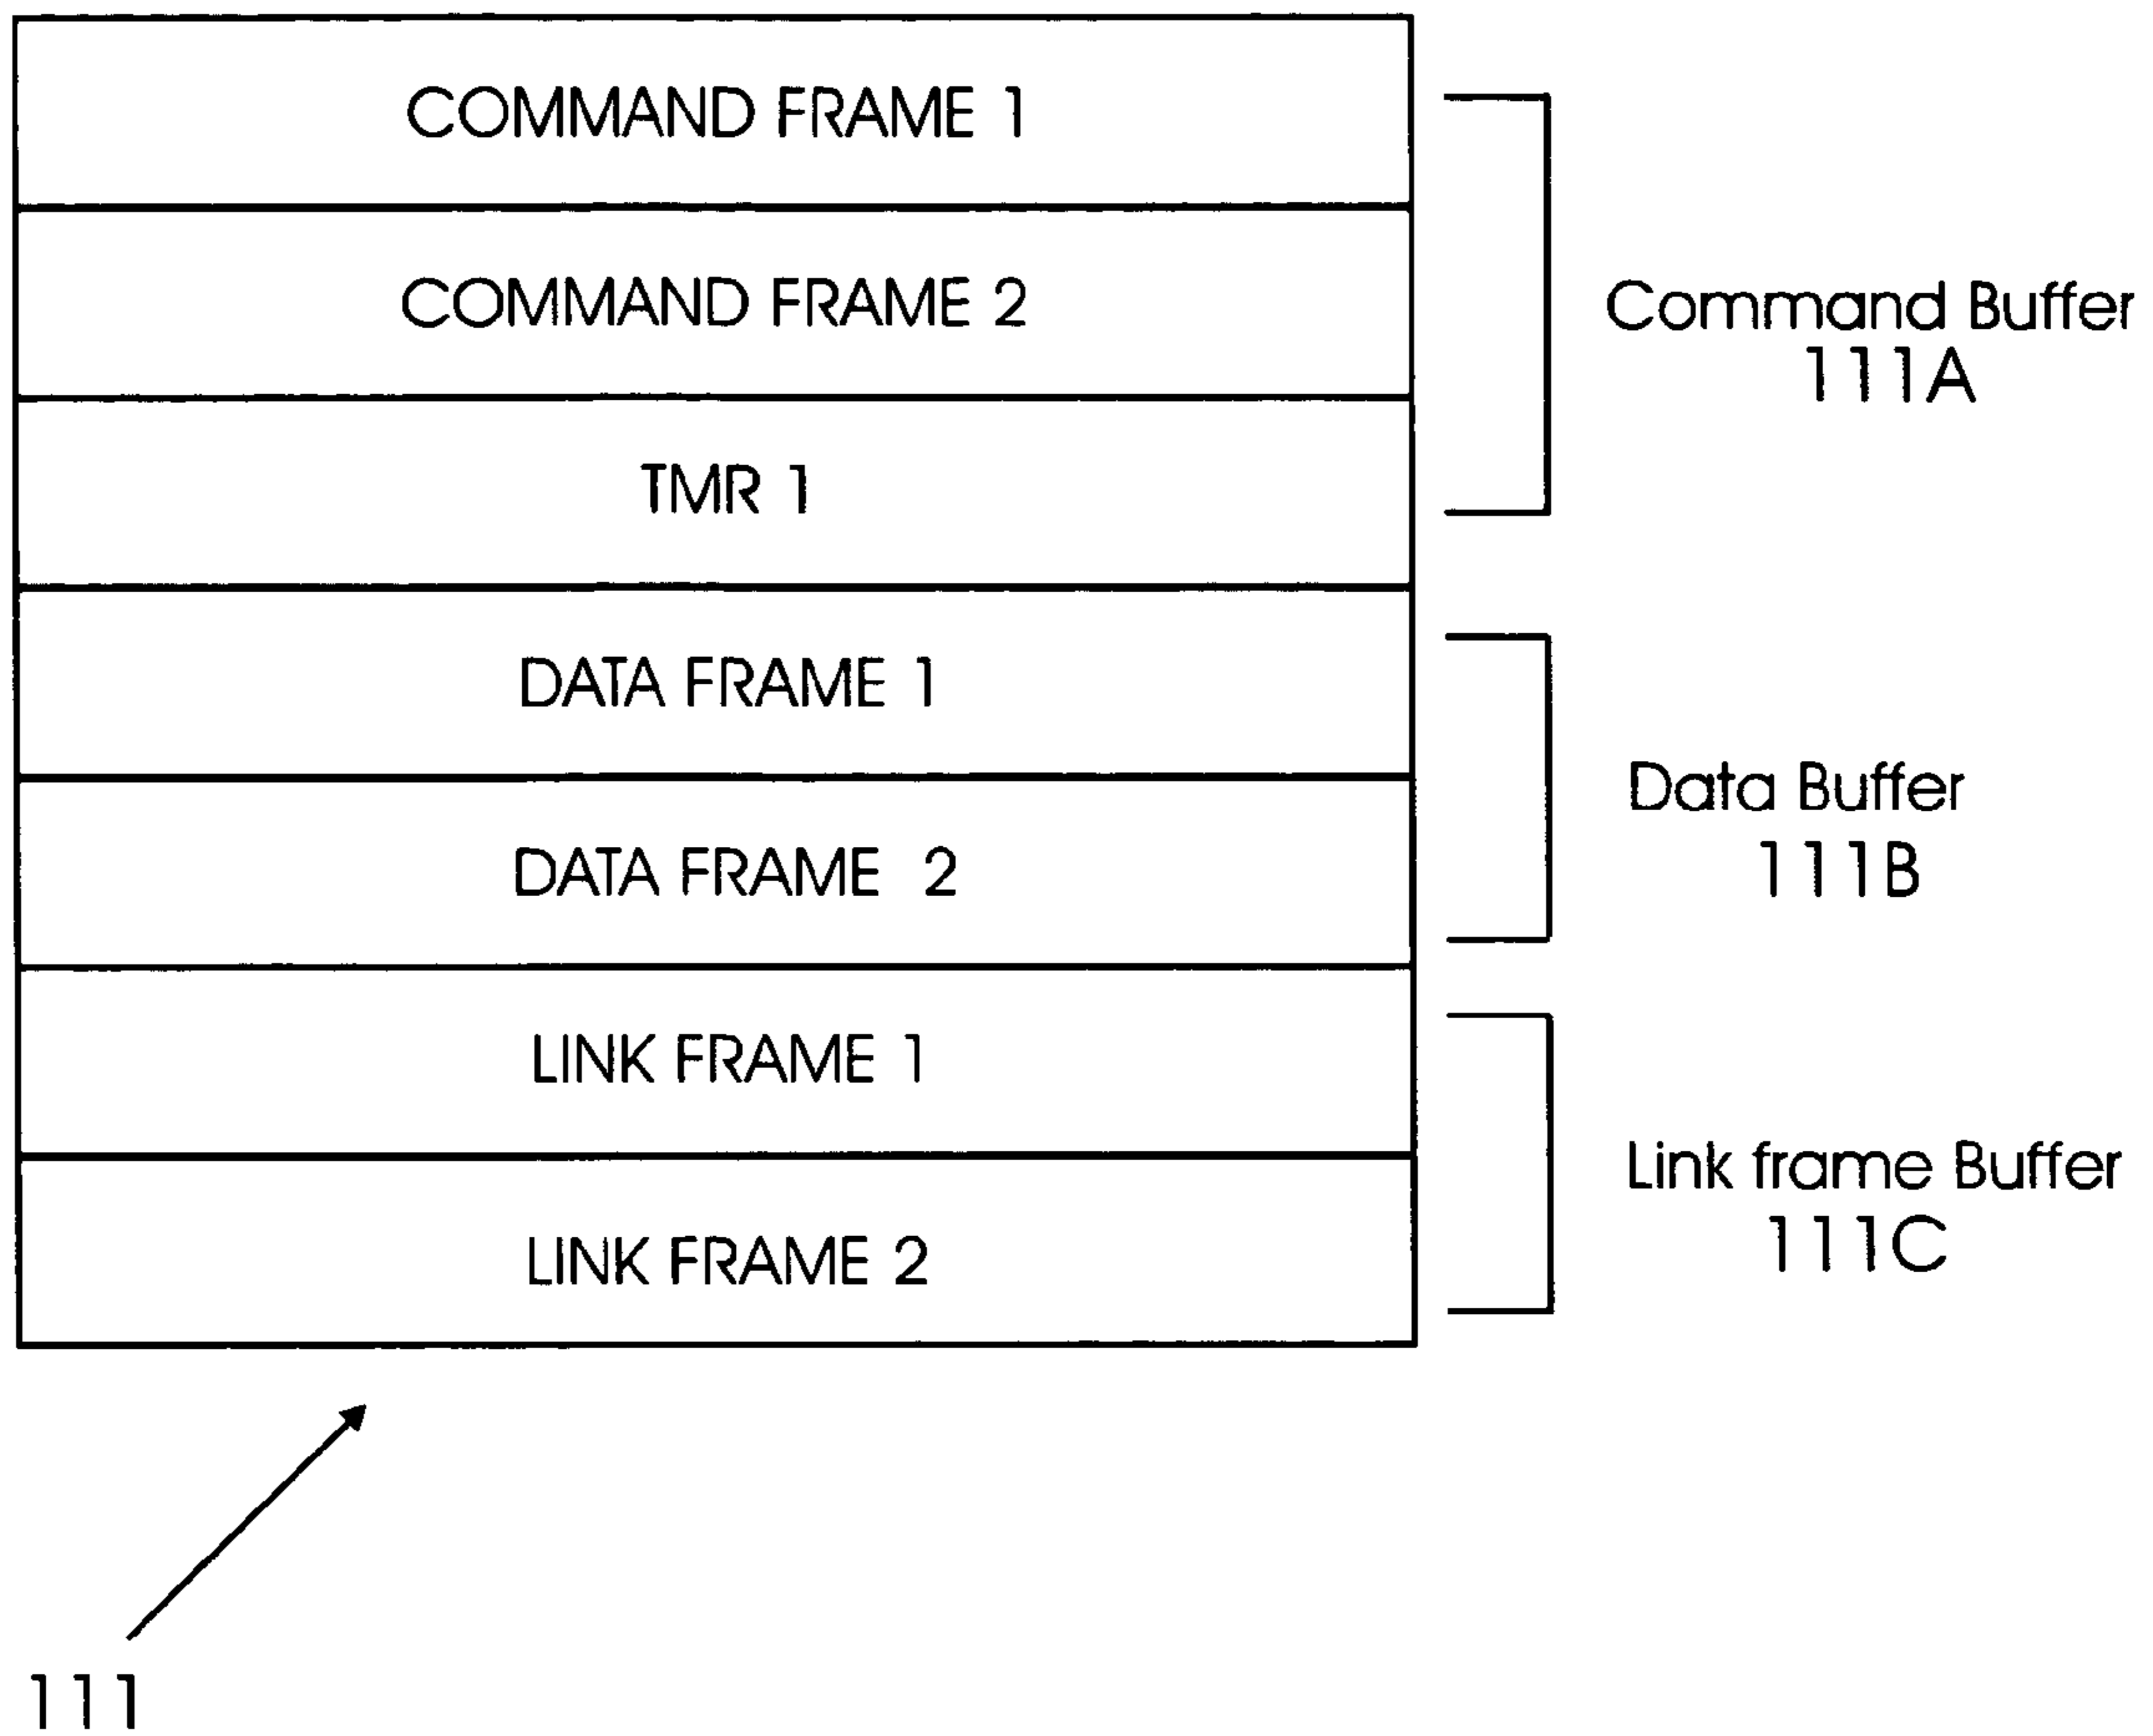 COMMAND FRAME 1
COMMAND FRAME 2
TMR 1
DATA FRAME 1
DATA FRAME 2
LINK FRAME 1
LINK FRAME 2
Command Buffer
111A
Data Buffer
111B
Link frame Buffer
111C
111